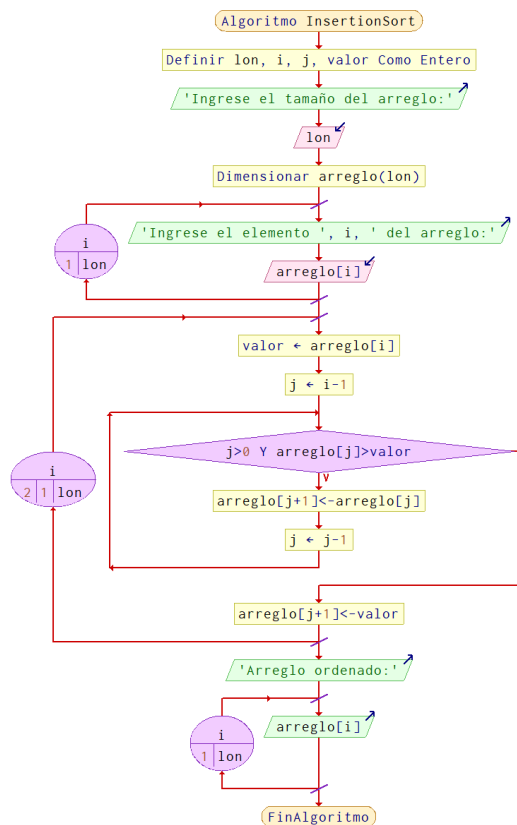 Algoritmo InsertionSort
Definir lon, i, j, valor Como Entero
'Ingrese el tamaño del arreglo:'
lon
Dimensionar arreglo(lon)
i
1 lon
'Ingrese el elemento ', i, ' del arreglo:'
arreglo[i]
i
2 1 lon
valor ← arreglo[i]
j ← i-1
j>0 Y arreglo[j]>valor
V
arreglo[j+1]<-arreglo[j]
j ← j-1
arreglo[j+1]<-valor
'Arreglo ordenado:'
i
1 lon
arreglo[i]
FinAlgoritmo